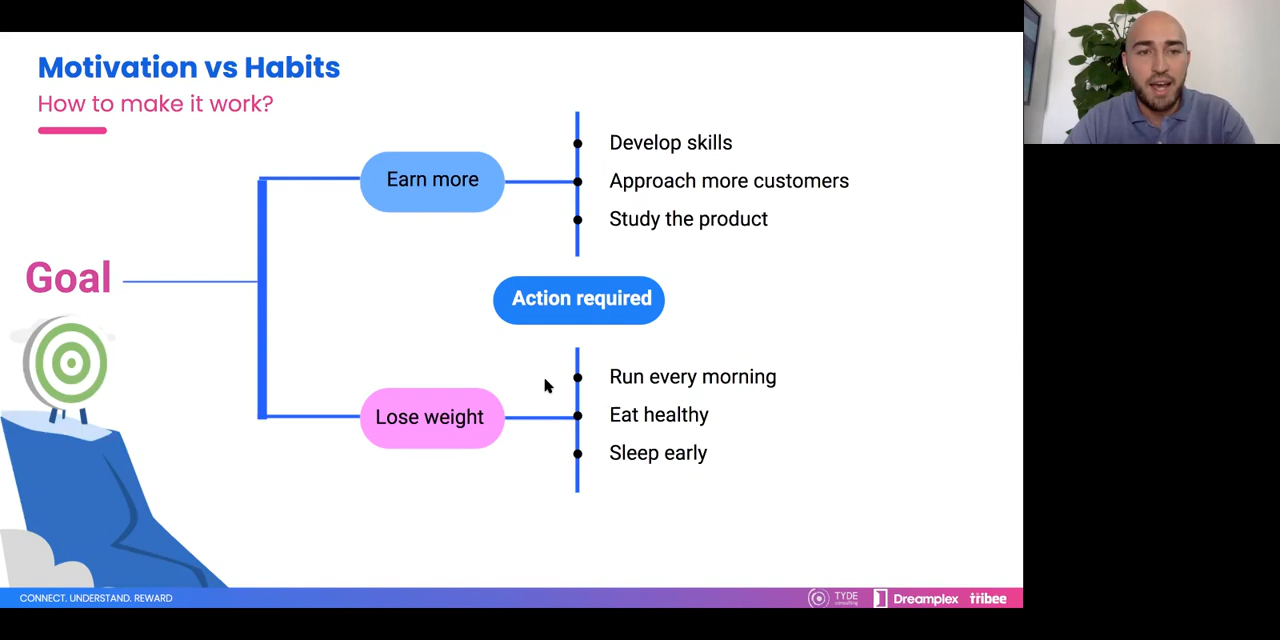 Motivation vs Habits
How to make it work?
Goal
Earn more
Develop skills
Approach more customers
Study the product
Action required
Lose weight
Run every morning
Eat healthy
Sleep early
CONNECT. UNDERSTAND. REWARD
TYDE
consulting
Dreamplex
tribee